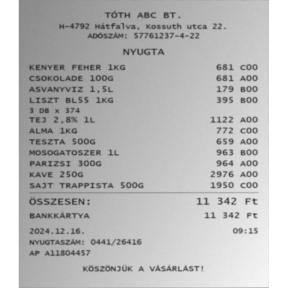 TÓTH ABC BT.
H-4792 Hátfalva, Kossuth utca 22.
ADÓSZÁM: 57761237-4-22
NYUGTA
KENYER FEHER 1KG 681 C00
CSOKOLADE 100G 681 A00
ASVANYVIZ 1,5L 179 B00
LISZT BL55 1KG 395 B00
3 DB x 374
TEJ 2,8% 1L 1122 A00
ALMA 1KG 772 C00
TESZTA 500G 659 A00
MOSOGATOSZER 1L 963 B00
PARIZSI 300G 964 A00
KAVE 250G 2976 A00
SAJT TRAPPISTA 500G 1950 C00
ÖSSZESEN: 11 342 Ft
BANKKÁRTYA 11 342 Ft
2024.12.16. 09:15
NYUGTASZÁM: 0441/26416
AP A11804457
KÖSZÖNJÜK A VÁSÁRLÁST!